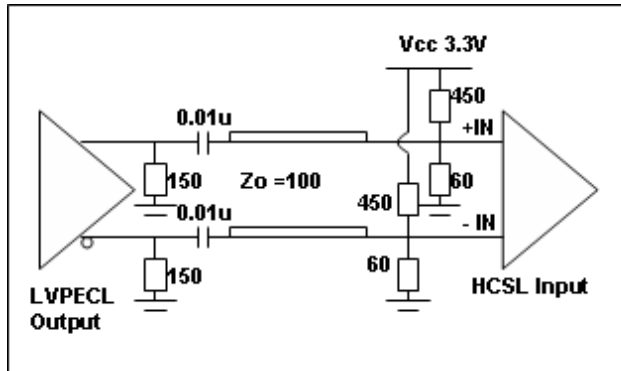 Vcc 3.3V
0.01u
450
+IN
150
Zo =100
60
0.01u
450
- IN
150
60
LVPECL
Output
HCSL Input